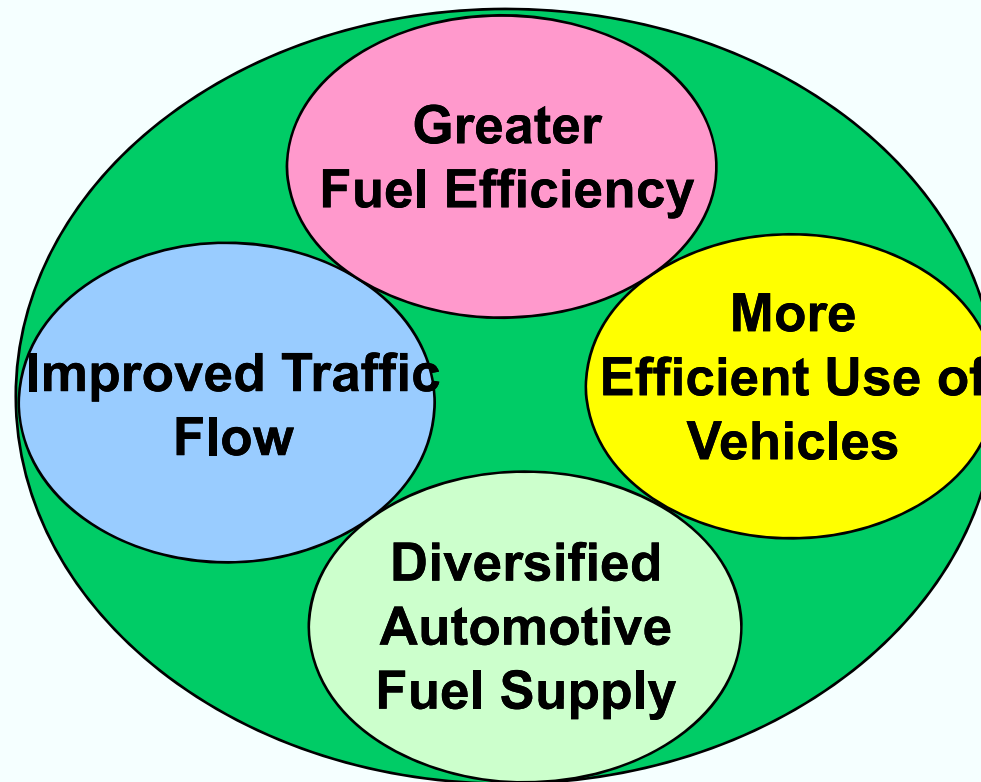 Greater
Fuel Efficiency
Improved Traffic
Flow
More
Efficient Use of
Vehicles
Diversified
Automotive
Fuel Supply